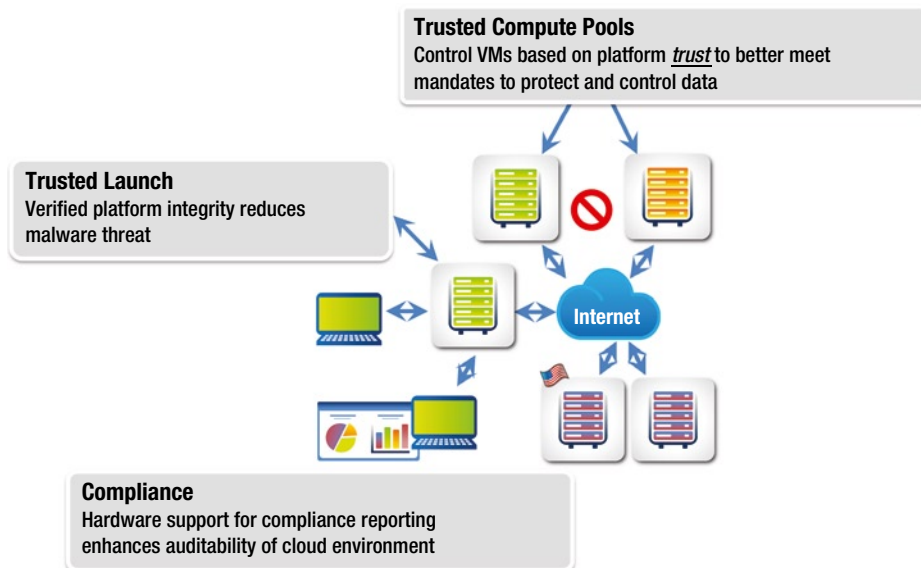 Trusted Compute Pools
Control VMs based on platform trust to better meet
mandates to protect and control data
Trusted Launch
Verified platform integrity reduces
malware threat
Internet
Compliance
Hardware support for compliance reporting
enhances auditability of cloud environment